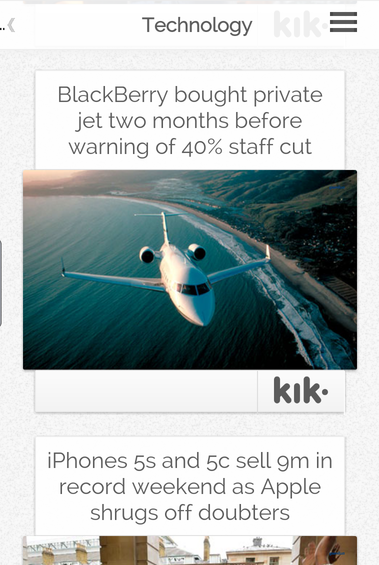 Technology
kik·
BlackBerry bought private
jet two months before
warning of 40% staff cut
kik·
iPhones 5s and 5c sell 9m in
record weekend as Apple
shrugs off doubters